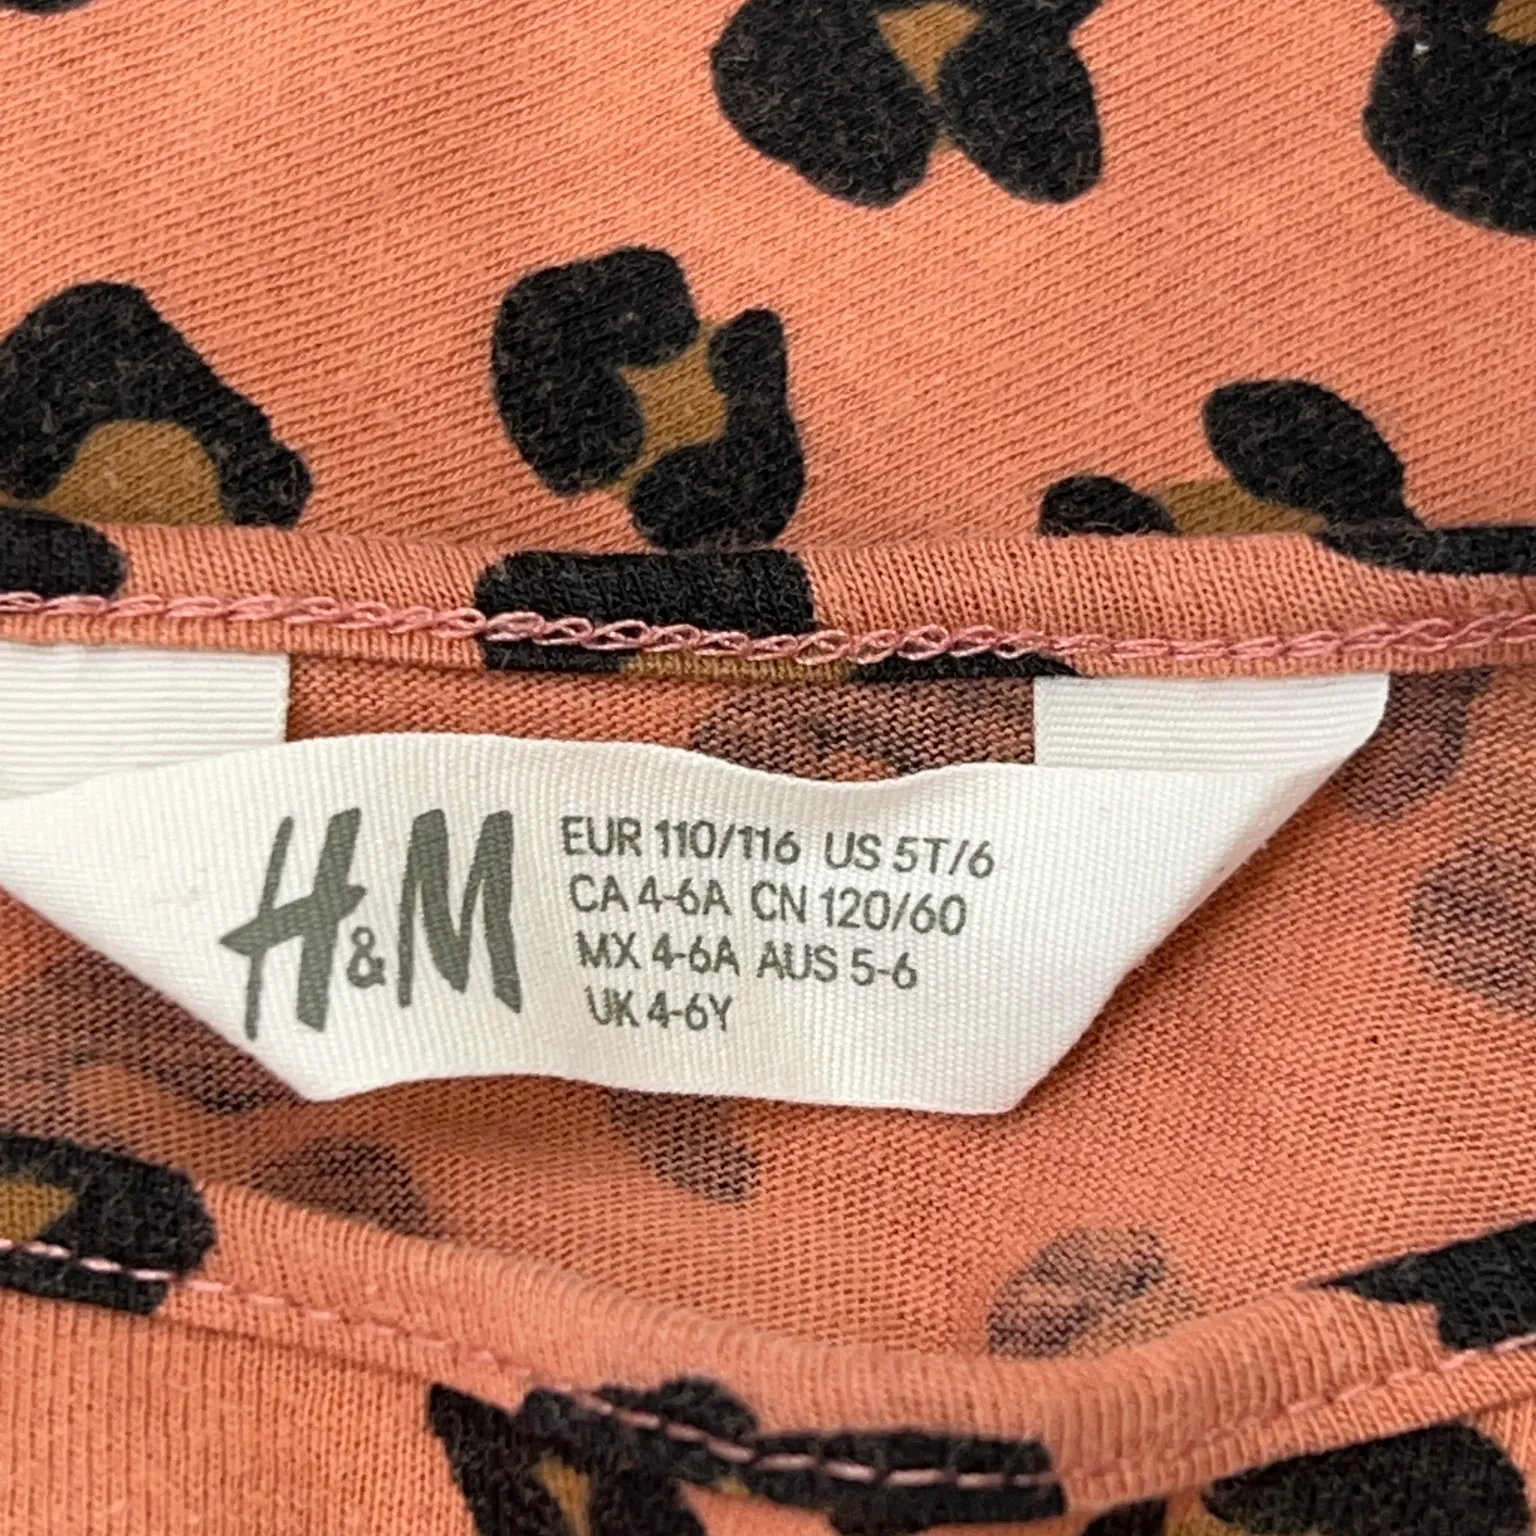 H&M
EUR 110/116 US 5T/6
CA 4-6A CN 120/60
MX 4-6A AUS 5-6
UK 4-6Y